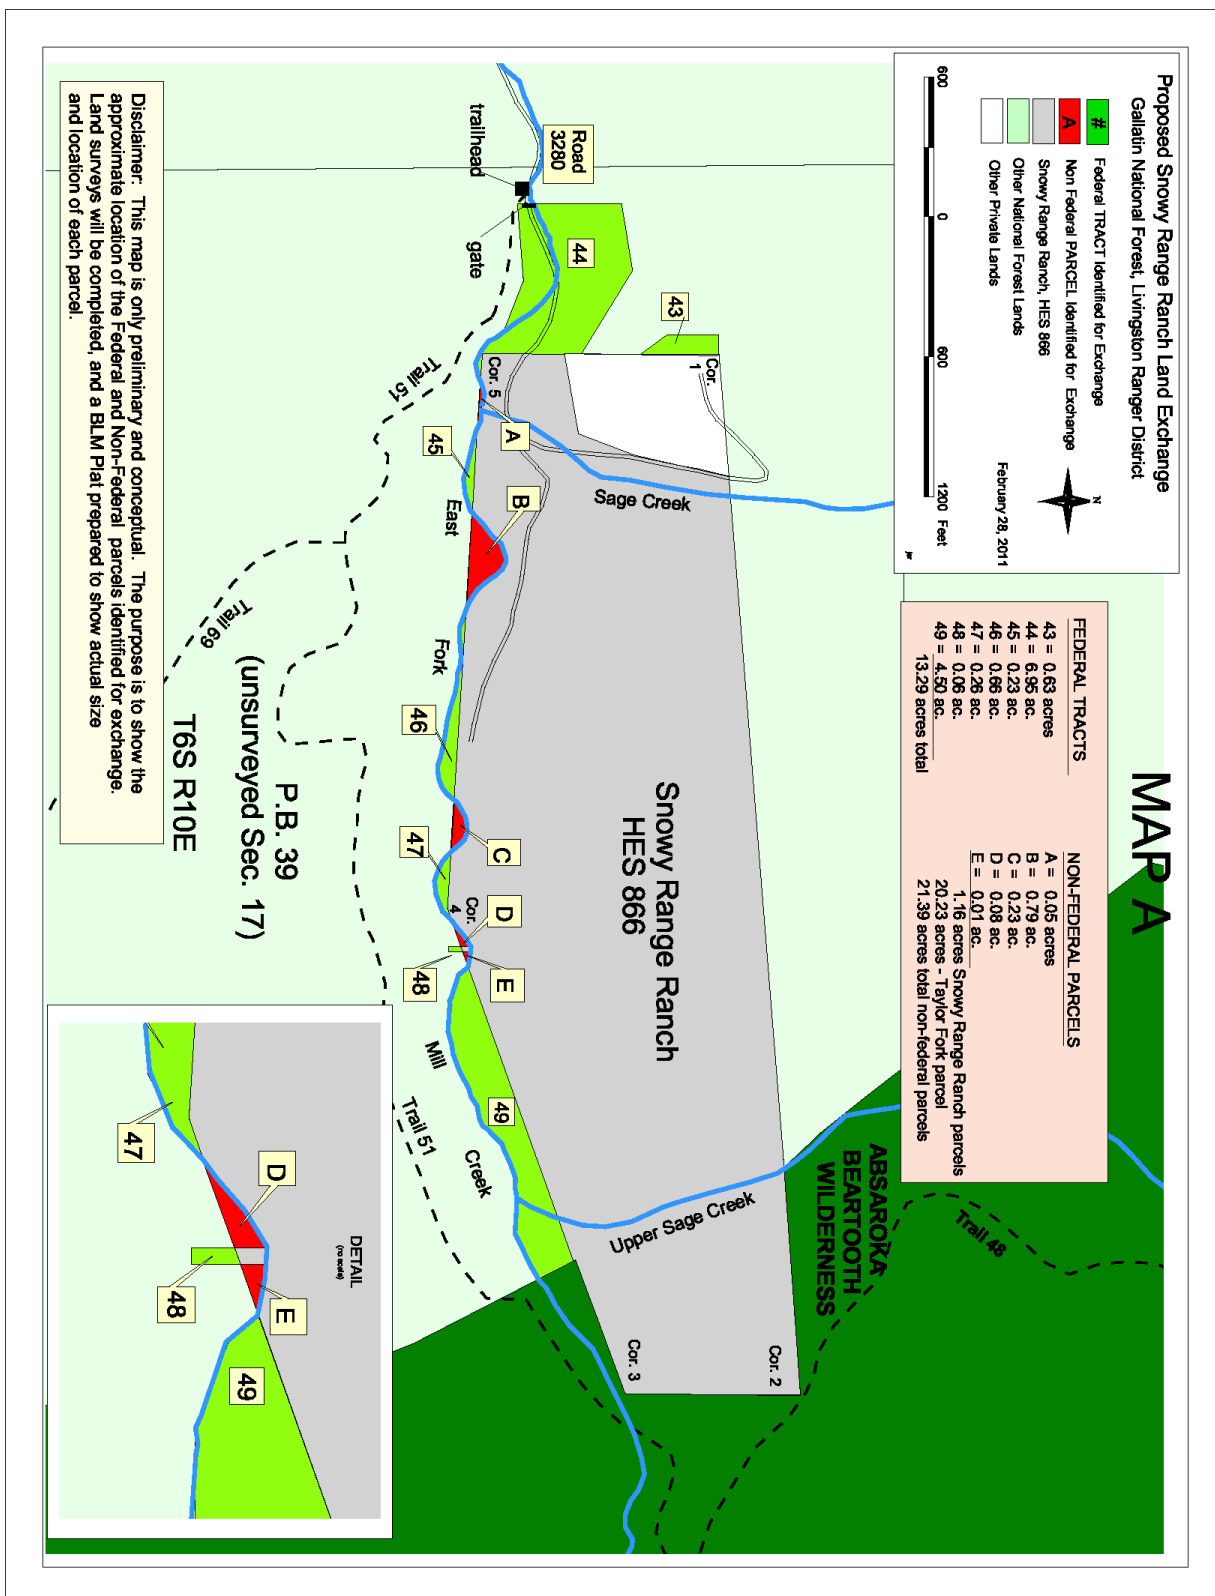 MAP A
Proposed Snowy Range Ranch Land Exchange
Gallatin National Forest, Livingston Ranger District
# Federal TRACT Identified for Exchange
A Non Federal PARCEL Identified for Exchange
Snowy Range Ranch, HES 866
Other National Forest Lands
Other Private Lands
N
February 28, 2011
600 0 600 1200 Feet
jsr
FEDERAL TRACTS
43 = 0.63 acres
44 = 6.95 ac.
45 = 0.23 ac.
46 = 0.66 ac.
47 = 0.26 ac.
48 = 0.06 ac.
49 = 4.50 ac.
13.29 acres total
NON-FEDERAL PARCELS
A = 0.05 acres
B = 0.79 ac.
C = 0.23 ac.
D = 0.08 ac.
E = 0.01 ac.
1.16 acres Snowy Range Ranch parcels
20.23 acres - Taylor Fork parcel
21.39 acres total non-federal parcels
ABSAROKA
BEARTOOTH
WILDERNESS
Trail 48
Cor.
1
Cor. 2
43
Sage Creek
Snowy Range Ranch
HES 866
Upper Sage Creek
Cor. 3
Road
3280
44
trailhead
gate
Cor. 5
A
B
45
East
Fork
46
C
47
Cor.
4
D
E
48
49
Mill
Creek
Trail 51
Trail 51
Trail 69
P.B. 39
(unsurveyed Sec. 17)
T6S R10E
DETAIL
(no scale)
47
D
48
E
49
Disclaimer: This map is only preliminary and conceptual. The purpose is to show the
approximate location of the Federal and Non-Federal parcels identified for exchange.
Land surveys will be completed, and a BLM Plat prepared to show actual size
and location of each parcel.